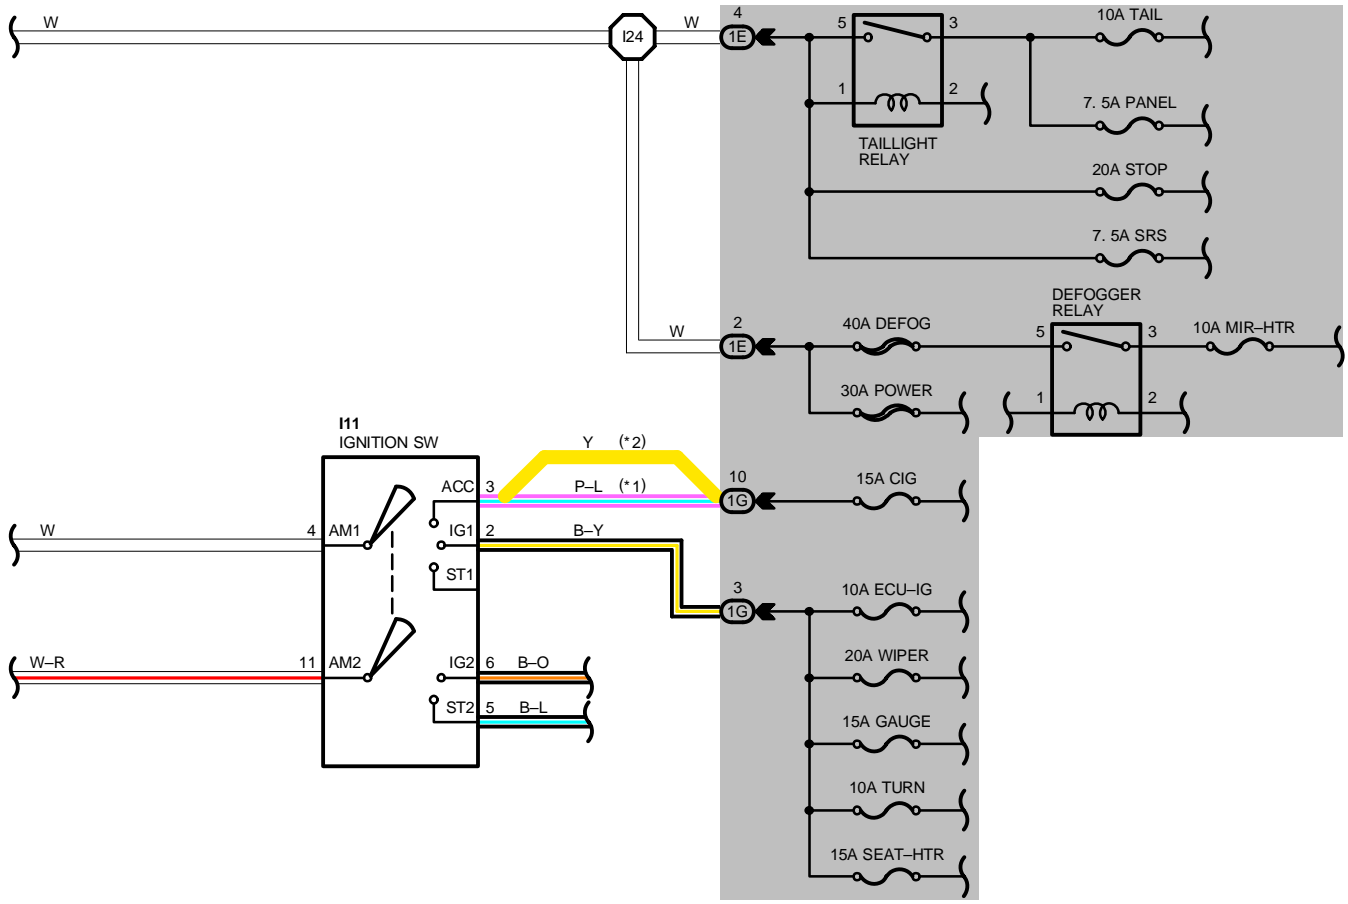 W
I24
W
4
1E
5
3
10A TAIL
1
2
7. 5A PANEL
TAILLIGHT
RELAY
20A STOP
7. 5A SRS
DEFOGGER
RELAY
W
2
1E
40A DEFOG
5
3
10A MIR–HTR
30A POWER
1
2
I11
IGNITION SW
Y (*2)
ACC 3
P–L (*1)
10
1G
15A CIG
W
4 AM1
IG1 2
B–Y
ST1
3
1G
10A ECU–IG
W–R
11 AM2
IG2 6
B–O
20A WIPER
ST2 5
B–L
15A GAUGE
10A TURN
15A SEAT–HTR